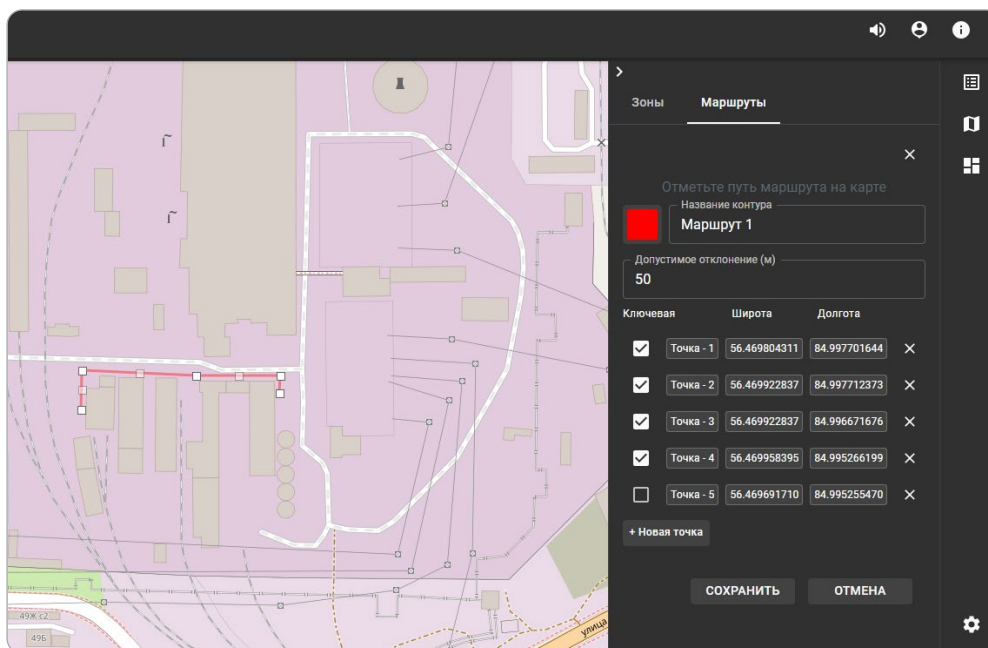 Зоны Маршруты
Отметьте путь маршрута на карте
Название контура
Маршрут 1
Допустимое отклонение (м)
50
Ключевая Широта Долгота
Точка - 1 56.469804311 84.997701644
Точка - 2 56.469922837 84.997712373
Точка - 3 56.469922837 84.996671676
Точка - 4 56.469958395 84.995266199
Точка - 5 56.469691710 84.995255470
+ Новая точка
СОХРАНИТЬ ОТМЕНА
49Ж с2
49Б
улица